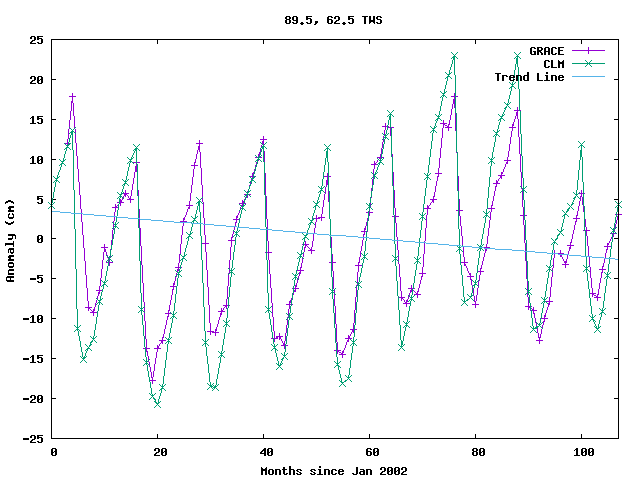 89.5, 62.5 TWS
GRACE
CLM
Trend Line
25
20
15
10
5
0
-5
-10
-15
-20
-25
Anomaly (cm)
0 20 40 60 80 100
Months since Jan 2002